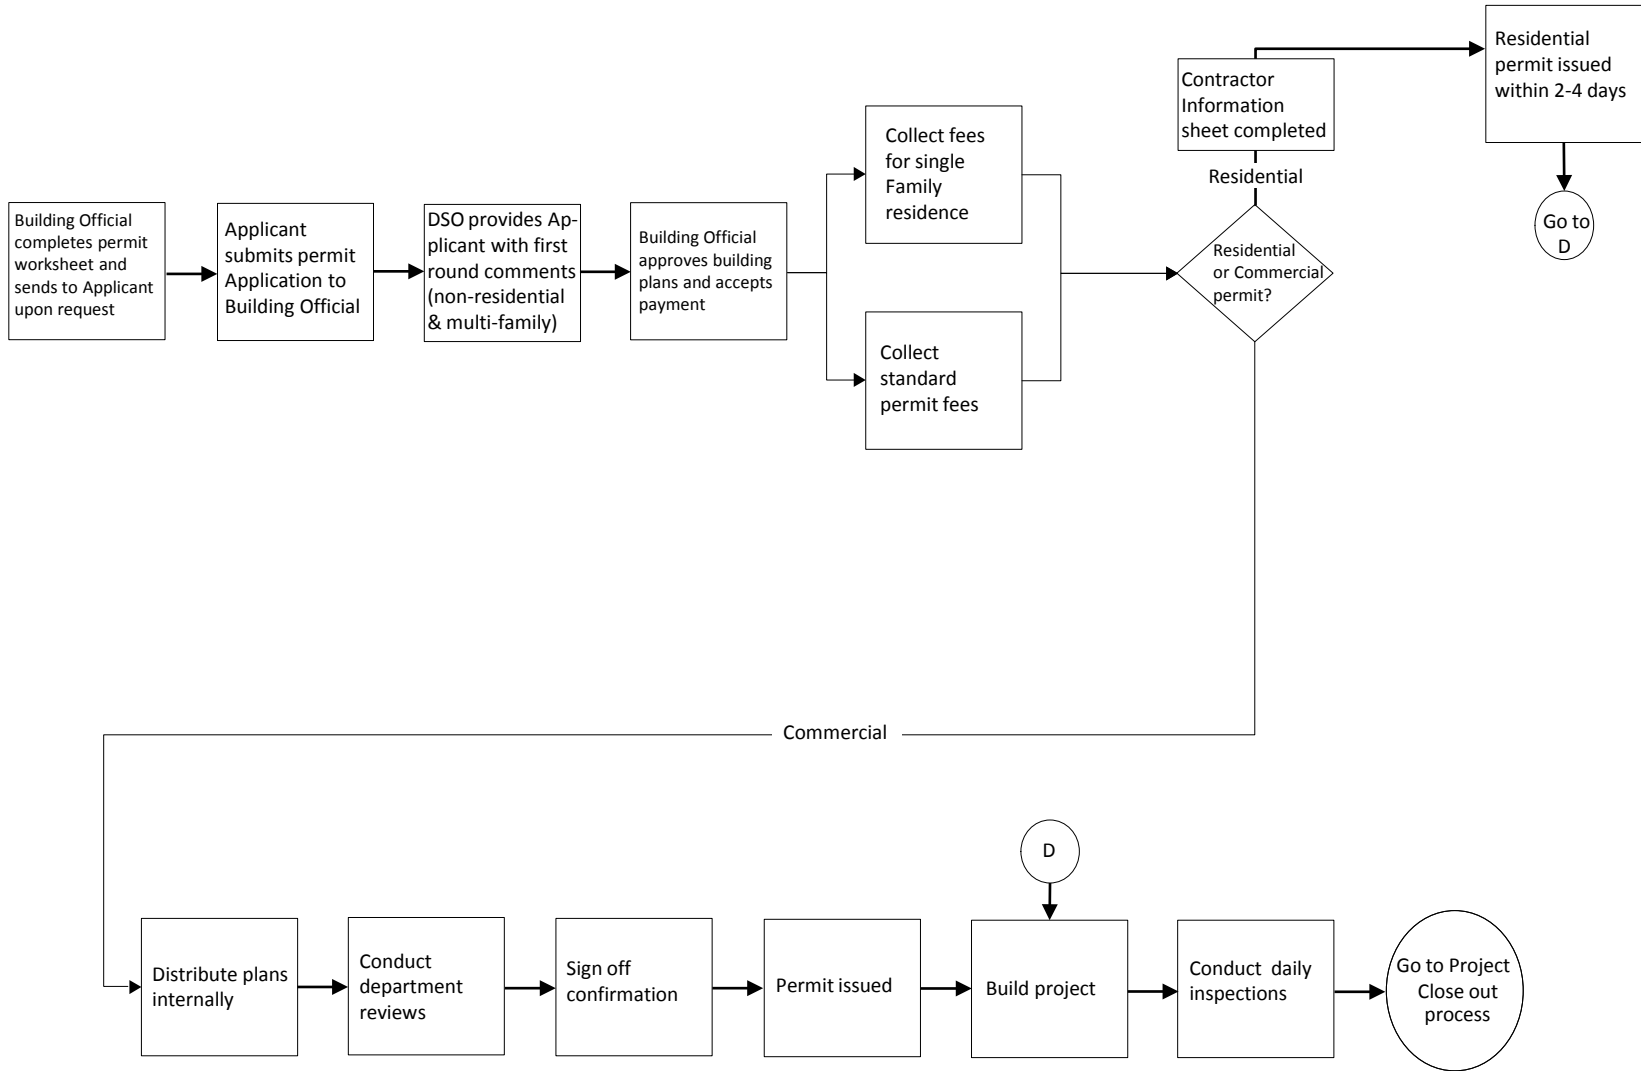 Building Official
completes permit
worksheet and
sends to Applicant
upon request
Applicant
submits permit
Application to
Building Official
DSO provides Ap-
plicant with first
round comments
(non-residential
& multi-family)
Building Official
approves building
plans and accepts
payment
Collect fees
for single
Family
residence
Collect
standard
permit fees
Residential
or Commercial
permit?
Residential
Contractor
Information
sheet completed
Residential
permit issued
within 2-4 days
Go to
D
Commercial
Distribute plans
internally
Conduct
department
reviews
Sign off
confirmation
Permit issued
D
Build project
Conduct daily
inspections
Go to Project
Close out
process